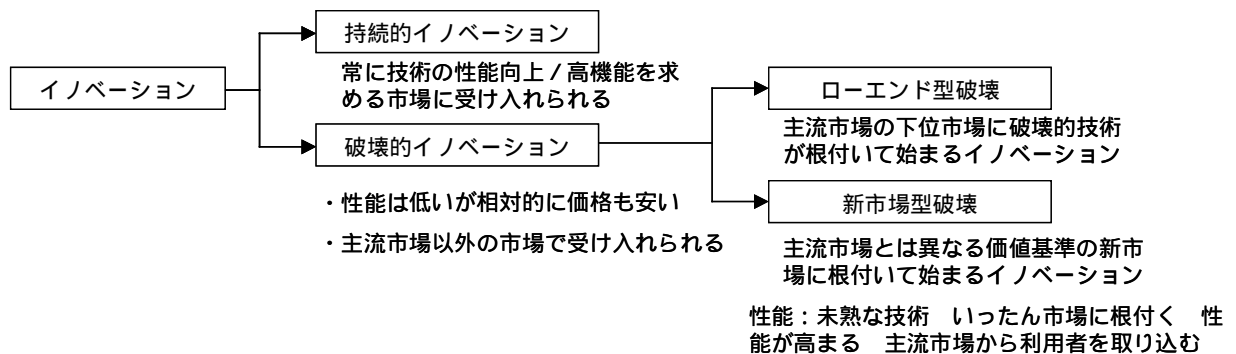 イノベーション
持続的イノベーション
常に技術の性能向上/高機能を求
める市場に受け入れられる
破壊的イノベーション
・性能は低いが相対的に価格も安い
・主流市場以外の市場で受け入れられる
ローエンド型破壊
主流市場の下位市場に破壊的技術
が根付いて始まるイノベーション
新市場型破壊
主流市場とは異なる価値基準の新市
場に根付いて始まるイノベーション
性能:未熟な技術　いったん市場に根付く　性
能が高まる　主流市場から利用者を取り込む